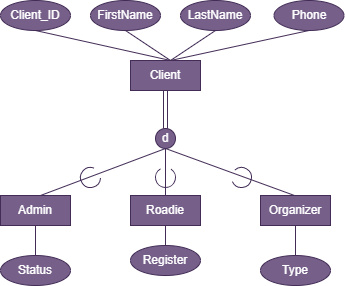 Client_ID
FirstName
LastName
Phone
Client
d
Admin
Roadie
Organizer
Status
Register
Type